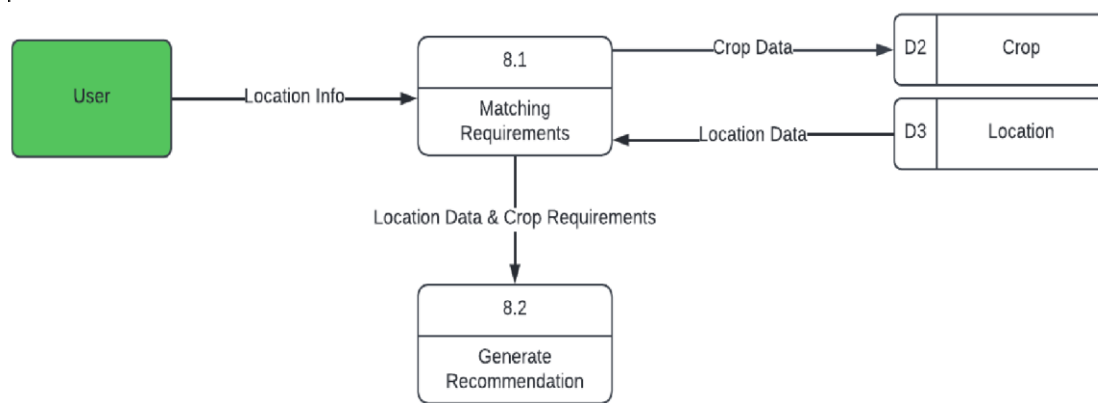 User
Location Info
8.1
Matching
Requirements
Crop Data
D2
Crop
Location Data
D3
Location
Location Data & Crop Requirements
8.2
Generate
Recommendation